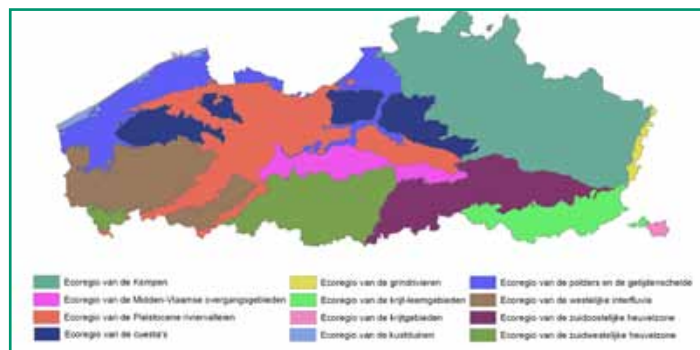 Ecoregio van de Kempen
Ecoregio van de Midden-Vlaamse overgangsgebieden
Ecoregio van de Pleistocene riviervalleien
Ecoregio van de cuesta's
Ecoregio van de grindrivieren
Ecoregio van de krijt-leemgebieden
Ecoregio van de krijtgebieden
Ecoregio van de kustduinen
Ecoregio van de polders en de getijdenschelde
Ecoregio van de westelijke interfluvia
Ecoregio van de zuidoostelijke heuvelzone
Ecoregio van de zuidwestelijke heuvelzone